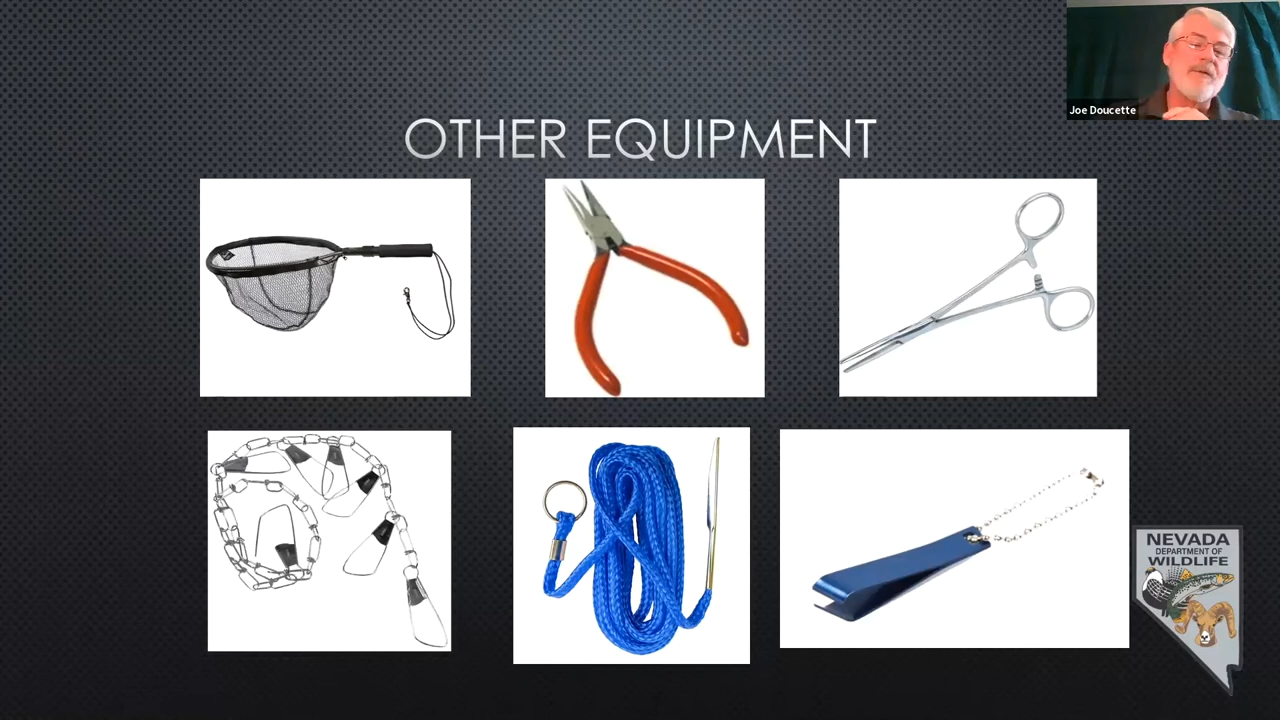 Joe Doucette
OTHER EQUIPMENT
NEVADA
DEPARTMENT OF
WILDLIFE